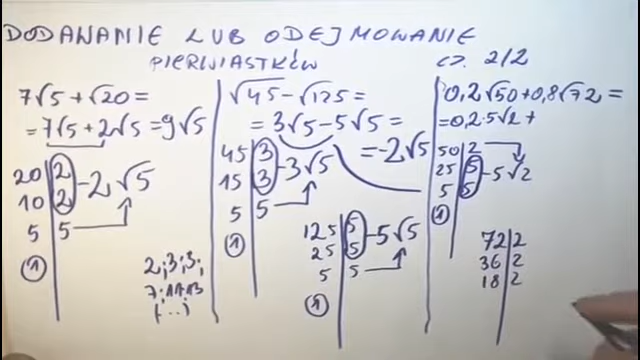 DODAWANIE LUB ODEJMOWANIE
PIERWIASTKÓW cz. 2/2
7√5 + √20 =
= 7√5 + 2√5 = 9√5
20 | 2
10 | 2 - 2√5
5 | 5
1
√45 - √125 =
= 3√5 - 5√5 =
= -2√5
45 | 3
15 | 3 - 3√5
5 | 5
1
2; 3; 5;
7; 11; 13
(...)
125 | 5
25 | 5 - 5√5
5 | 5
1
0,2√50 + 0,8√72 =
= 0,2·5√2 +
50 | 2
25 | 5 - 5√2
5 | 5
1
72 | 2
36 | 2
18 | 2